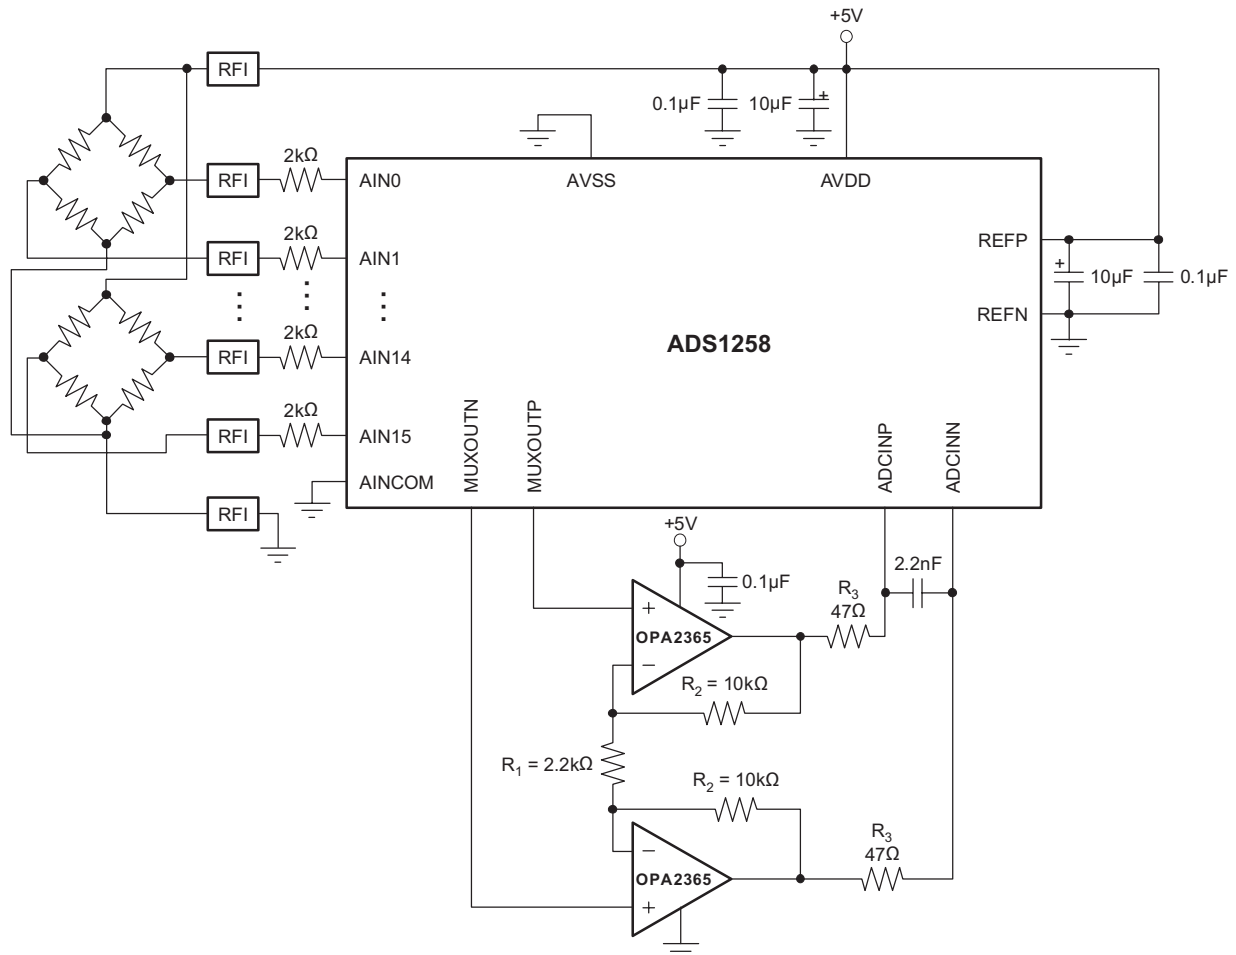 +5V
RFI
0.1µF
10µF
+
2kΩ
RFI
AIN0
AVSS
AVDD
2kΩ
REFP
RFI
AIN1
+
10µF
0.1µF
2kΩ
REFN
RFI
AIN14
ADS1258
2kΩ
RFI
AIN15
MUXOUTN
MUXOUTP
ADCINP
ADCINN
AINCOM
RFI
+5V
2.2nF
0.1µF
R3
47Ω
+
OPA2365
−
R2 = 10kΩ
R1 = 2.2kΩ
R2 = 10kΩ
R3
47Ω
−
OPA2365
+